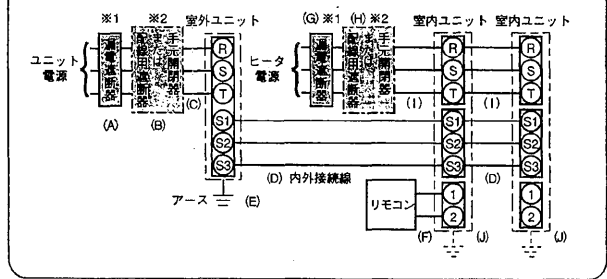 ※1 ※2 室外ユニット (G) ※1 (H) ※2 室内ユニット 室内ユニット
ユニット電源
漏電遮断器
配線用遮断器
または
手元開閉器
R
S
T
S1
S2
S3
(A)
(B)
(C)
ヒータ電源
漏電遮断器
配線用遮断器
または
手元開閉器
(I)
(I)
R
S
T
S1
S2
S3
1
2
R
S
T
S1
S2
S3
1
2
(D) 内外接続線
(D)
アース
(E)
リモコン
(F)
(J)
(J)